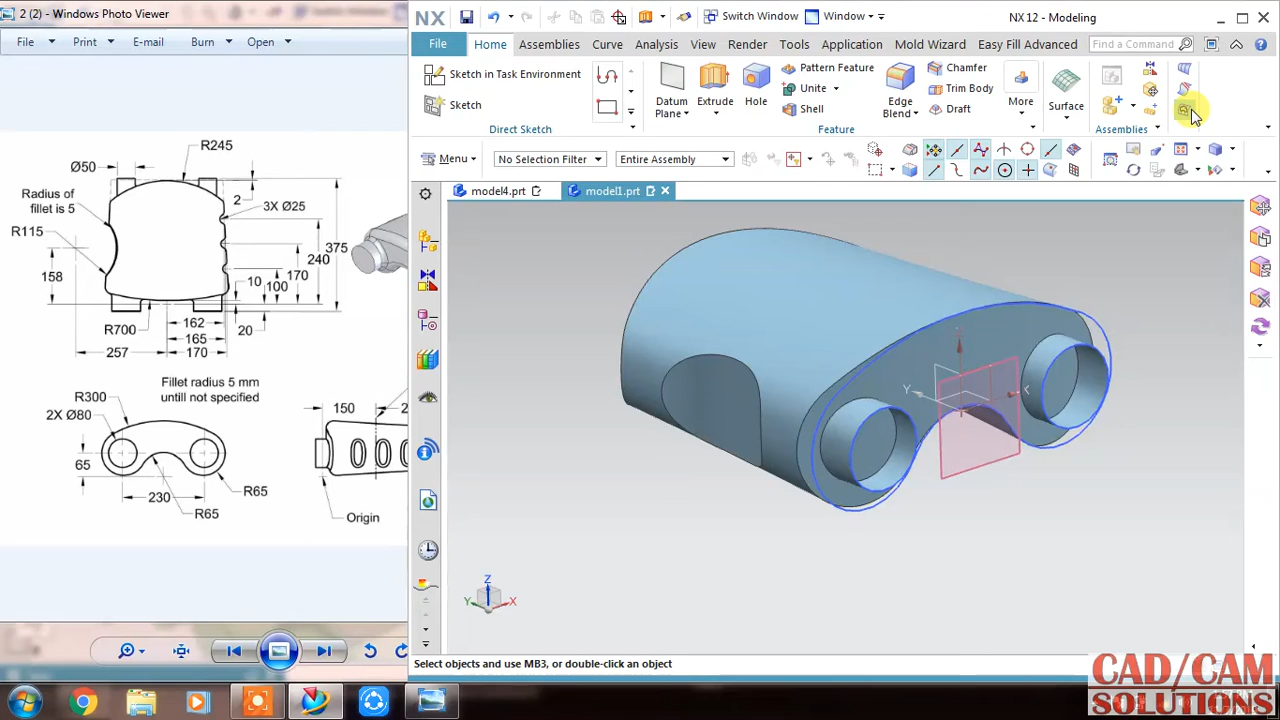 2 (2) - Windows Photo Viewer
File Print E-mail Burn Open
R245
Ø50
Radius of
fillet is 5
2
3X Ø25
R115
375
240
158
170
10
100
R700
162
20
165
257
170
Fillet radius 5 mm
untill not specified
R300
2X Ø80
150
2
65
R65
230
Origin
R65
NX
Switch Window
Window
NX 12 - Modeling
File Home Assemblies Curve Analysis View Render Tools Application Mold Wizard Easy Fill Advanced Find a Command
Sketch in Task Environment
Sketch
Direct Sketch
Datum
Plane
Extrude
Hole
Pattern Feature
Unite
Shell
Edge
Blend
Chamfer
Trim Body
Draft
More
Feature
Surface
Assemblies
Menu
No Selection Filter
Entire Assembly
model4.prt
model1.prt
Y
X
Z
Y X
Select objects and use MB3, or double-click an object
CAD/CAM
SOLUTIONS